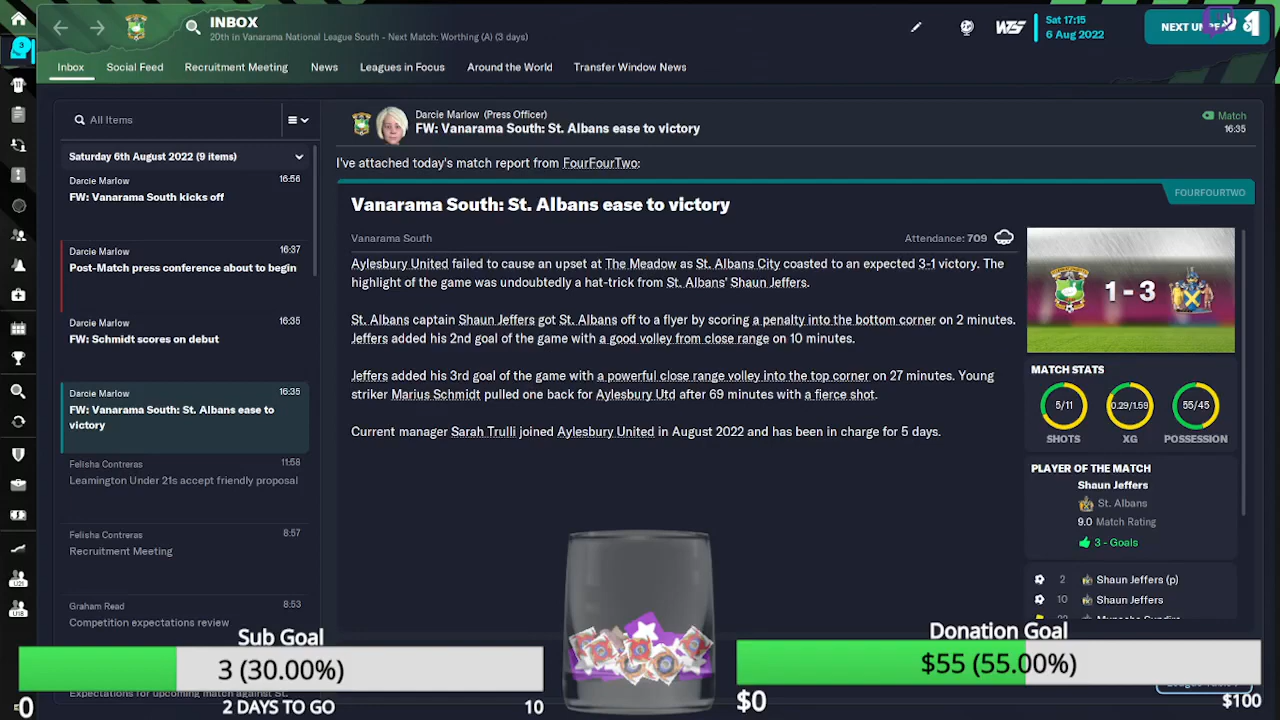 INBOX
20th in Vanarama National League South - Next Match: Worthing (A) (3 days)
Sat 17:15
6 Aug 2022
3
Inbox
Social Feed
Recruitment Meeting
News
Leagues in Focus
Around the World
Transfer Window News
All Items
Saturday 6th August 2022 (9 items)
Darcie Marlow 16:56
FW: Vanarama South kicks off
Darcie Marlow 16:37
Post-Match press conference about to begin
Darcie Marlow 16:35
FW: Schmidt scores on debut
Darcie Marlow 16:35
FW: Vanarama South: St. Albans ease to
victory
Felisha Contreras 11:58
Leamington Under 21s accept friendly proposal
Felisha Contreras 8:57
Recruitment Meeting
Graham Read 8:53
Competition expectations review
Expectations for upcoming match against St.
Darcie Marlow (Press Officer)
FW: Vanarama South: St. Albans ease to victory
Match
16:35
I've attached today's match report from FourFourTwo:
FOURFOURTWO
Vanarama South: St. Albans ease to victory
Vanarama South
Attendance: 709
Aylesbury United failed to cause an upset at The Meadow as St. Albans City coasted to an expected 3-1 victory. The
highlight of the game was undoubtedly a hat-trick from St. Albans' Shaun Jeffers.
St. Albans captain Shaun Jeffers got St. Albans off to a flyer by scoring a penalty into the bottom corner on 2 minutes.
Jeffers added his 2nd goal of the game with a good volley from close range on 10 minutes.
Jeffers added his 3rd goal of the game with a powerful close range volley into the top corner on 27 minutes. Young
striker Marius Schmidt pulled one back for Aylesbury Utd after 69 minutes with a fierce shot.
Current manager Sarah Trulli joined Aylesbury United in August 2022 and has been in charge for 5 days.
1 - 3
MATCH STATS
5/11
0.29/1.59
55/45
SHOTS
XG
POSSESSION
PLAYER OF THE MATCH
Shaun Jeffers
St. Albans
9.0 Match Rating
3 - Goals
2 Shaun Jeffers (p)
10 Shaun Jeffers
Sub Goal
3 (30.00%)
2 DAYS TO GO
10
Donation Goal
$55 (55.00%)
$0
$100